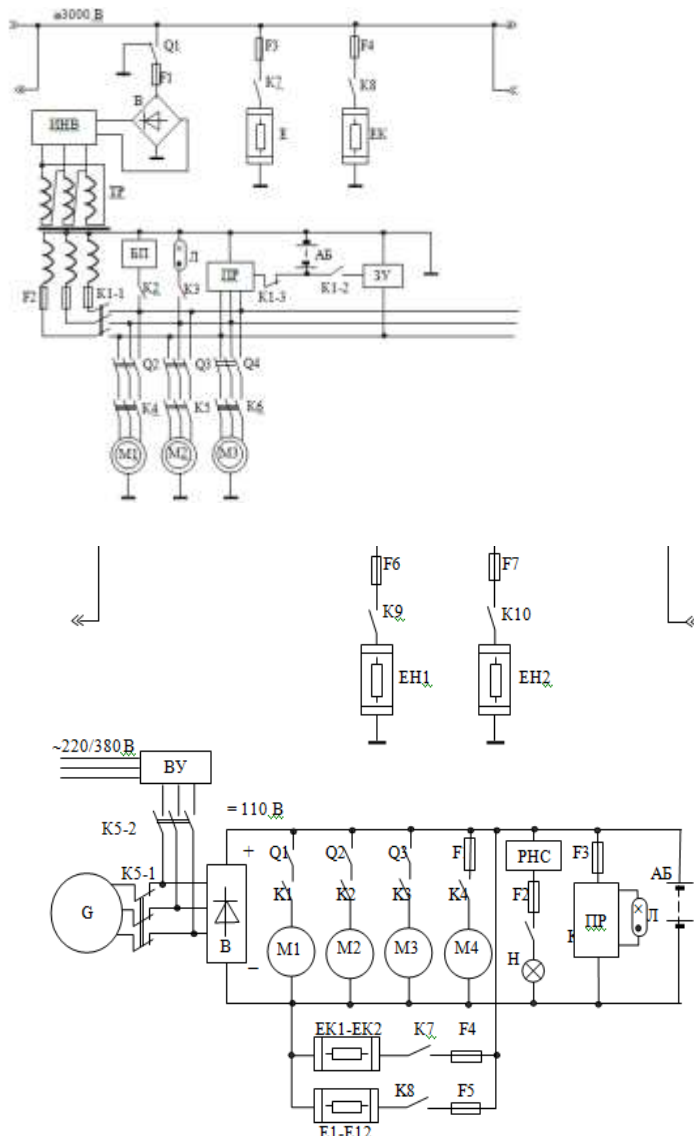 3000 В
Q1
F3
F4
F1
К7
К8
В
ИНВ
Е
ЕК
ТР
БП
Л
АБ
ПР
ЗУ
F2
К1-1
К2
К3
К1-3
К1-2
Q2
Q3
Q4
К4
К5
К6
М1
М2
М3
F6
F7
К9
К10
ЕН1
ЕН2
~220/380 В
ВУ
= 110 В
К5-2
+
Q1
Q2
Q3
F
РНС
F3
АБ
К5-1
К1
К2
К3
К4
F2
ПР
Л
G
В
М1
М2
М3
М4
Н
К
–
ЕК1-ЕК2
К7
F4
К8
F5
Е1-Е12